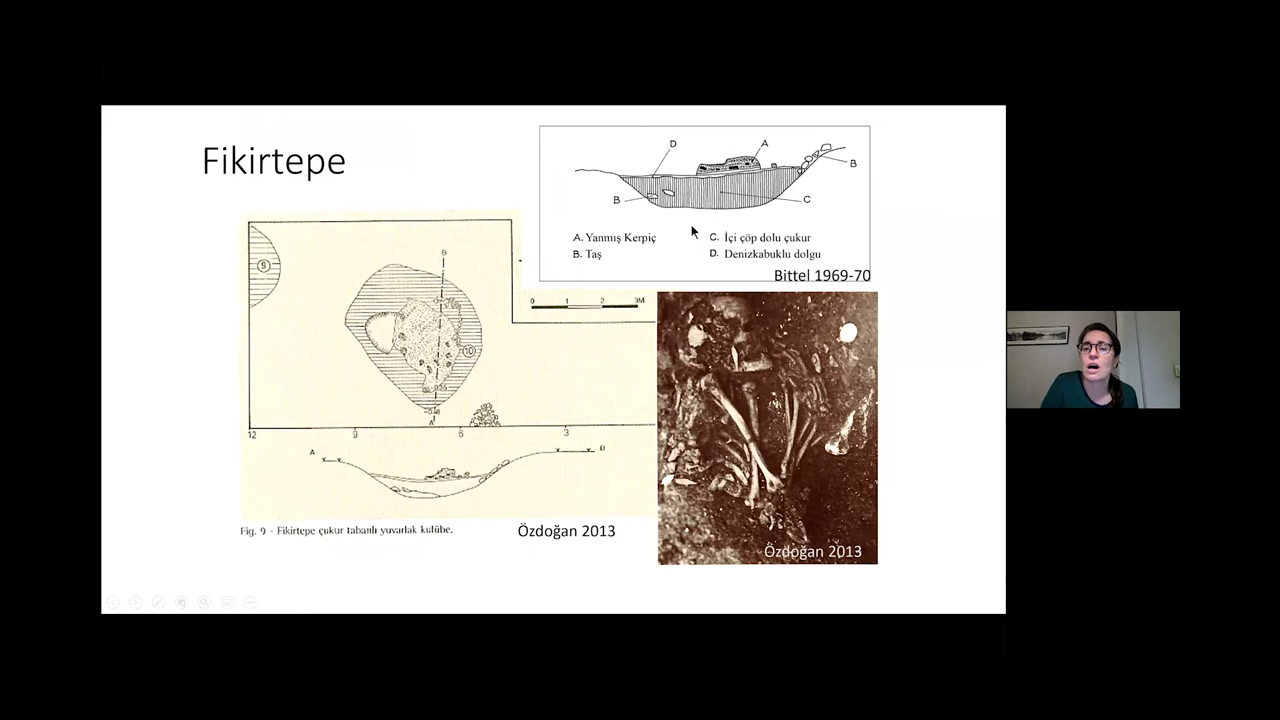 Fikirtepe
D
A
B
B
C
A. Yanmış Kerpiç
C. İçi çöp dolu çukur
B. Taş
D. Denizkabuklu dolgu
Bittel 1969-70
9
B
0 1 2 3M
10
A
12 9 6 3
A
B
Fig. 9 - Fikirtepe çukur tabanlı yuvarlak kulübe.
Özdoğan 2013
Özdoğan 2013